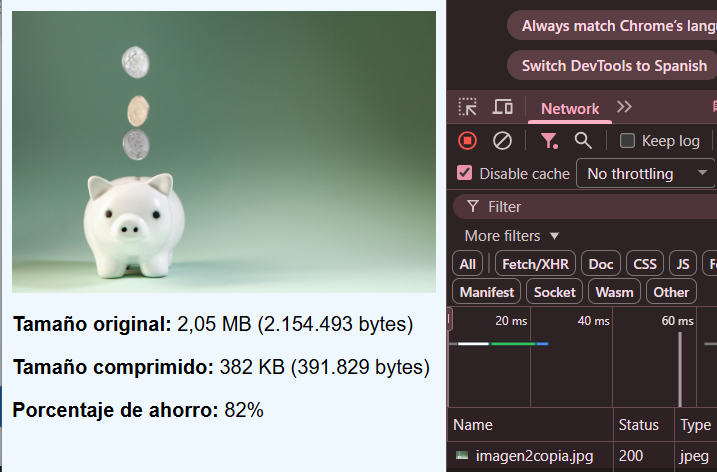 Always match Chrome's lang
Switch DevTools to Spanish
Network
Keep log
Disable cache
No throttling
Filter
More filters
All
Fetch/XHR
Doc
CSS
JS
Manifest
Socket
Wasm
Other
20 ms
40 ms
60 ms
Name
Status
Type
imagen2copia.jpg
200
jpeg
Tamaño original: 2,05 MB (2.154.493 bytes)
Tamaño comprimido: 382 KB (391.829 bytes)
Porcentaje de ahorro: 82%